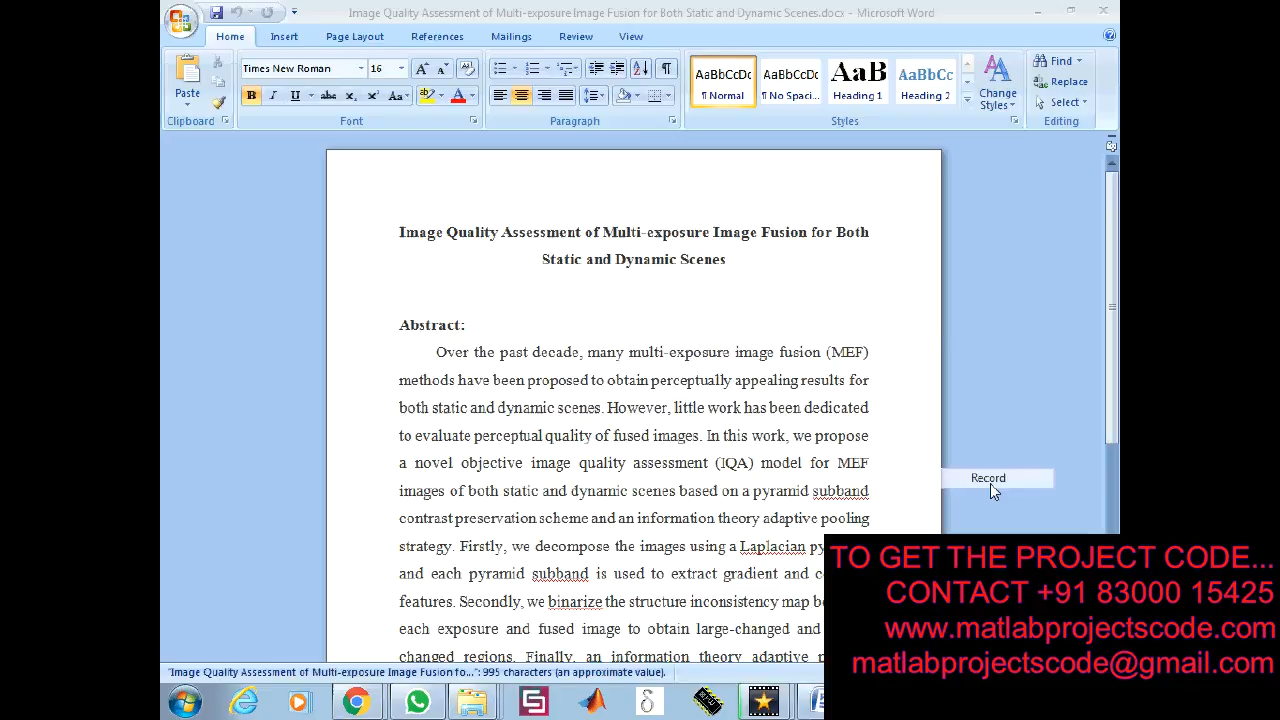 Image Quality Assessment of Multi-exposure Image Fusion for Both Static and Dynamic Scenes.docx - Microsoft Word
Home Insert Page Layout References Mailings Review View
Paste
Clipboard
Times New Roman 16
Font
Paragraph
AaBbCcDc AaBbCcDc AaB AaBbCc
¶ Normal ¶ No Spaci... Heading 1 Heading 2
Change Styles
Styles
Find
Replace
Select
Editing
Image Quality Assessment of Multi-exposure Image Fusion for Both
Static and Dynamic Scenes
Abstract:
Over the past decade, many multi-exposure image fusion (MEF)
methods have been proposed to obtain perceptually appealing results for
both static and dynamic scenes. However, little work has been dedicated
to evaluate perceptual quality of fused images. In this work, we propose
a novel objective image quality assessment (IQA) model for MEF
images of both static and dynamic scenes based on a pyramid subband
contrast preservation scheme and an information theory adaptive pooling
strategy. Firstly, we decompose the images using a Laplacian
and each pyramid subband is used to extract gradient and
features. Secondly, we binarize the structure inconsistency map
each exposure and fused image to obtain large-changed and
changed regions. Finally, an information theory adaptive
Record
"Image Quality Assessment of Multi-exposure Image Fusion fo...": 995 characters (an approximate value).
TO GET THE PROJECT CODE...
CONTACT +91 83000 15425
www.matlabprojectscode.com
matlabprojectscode@gmail.com